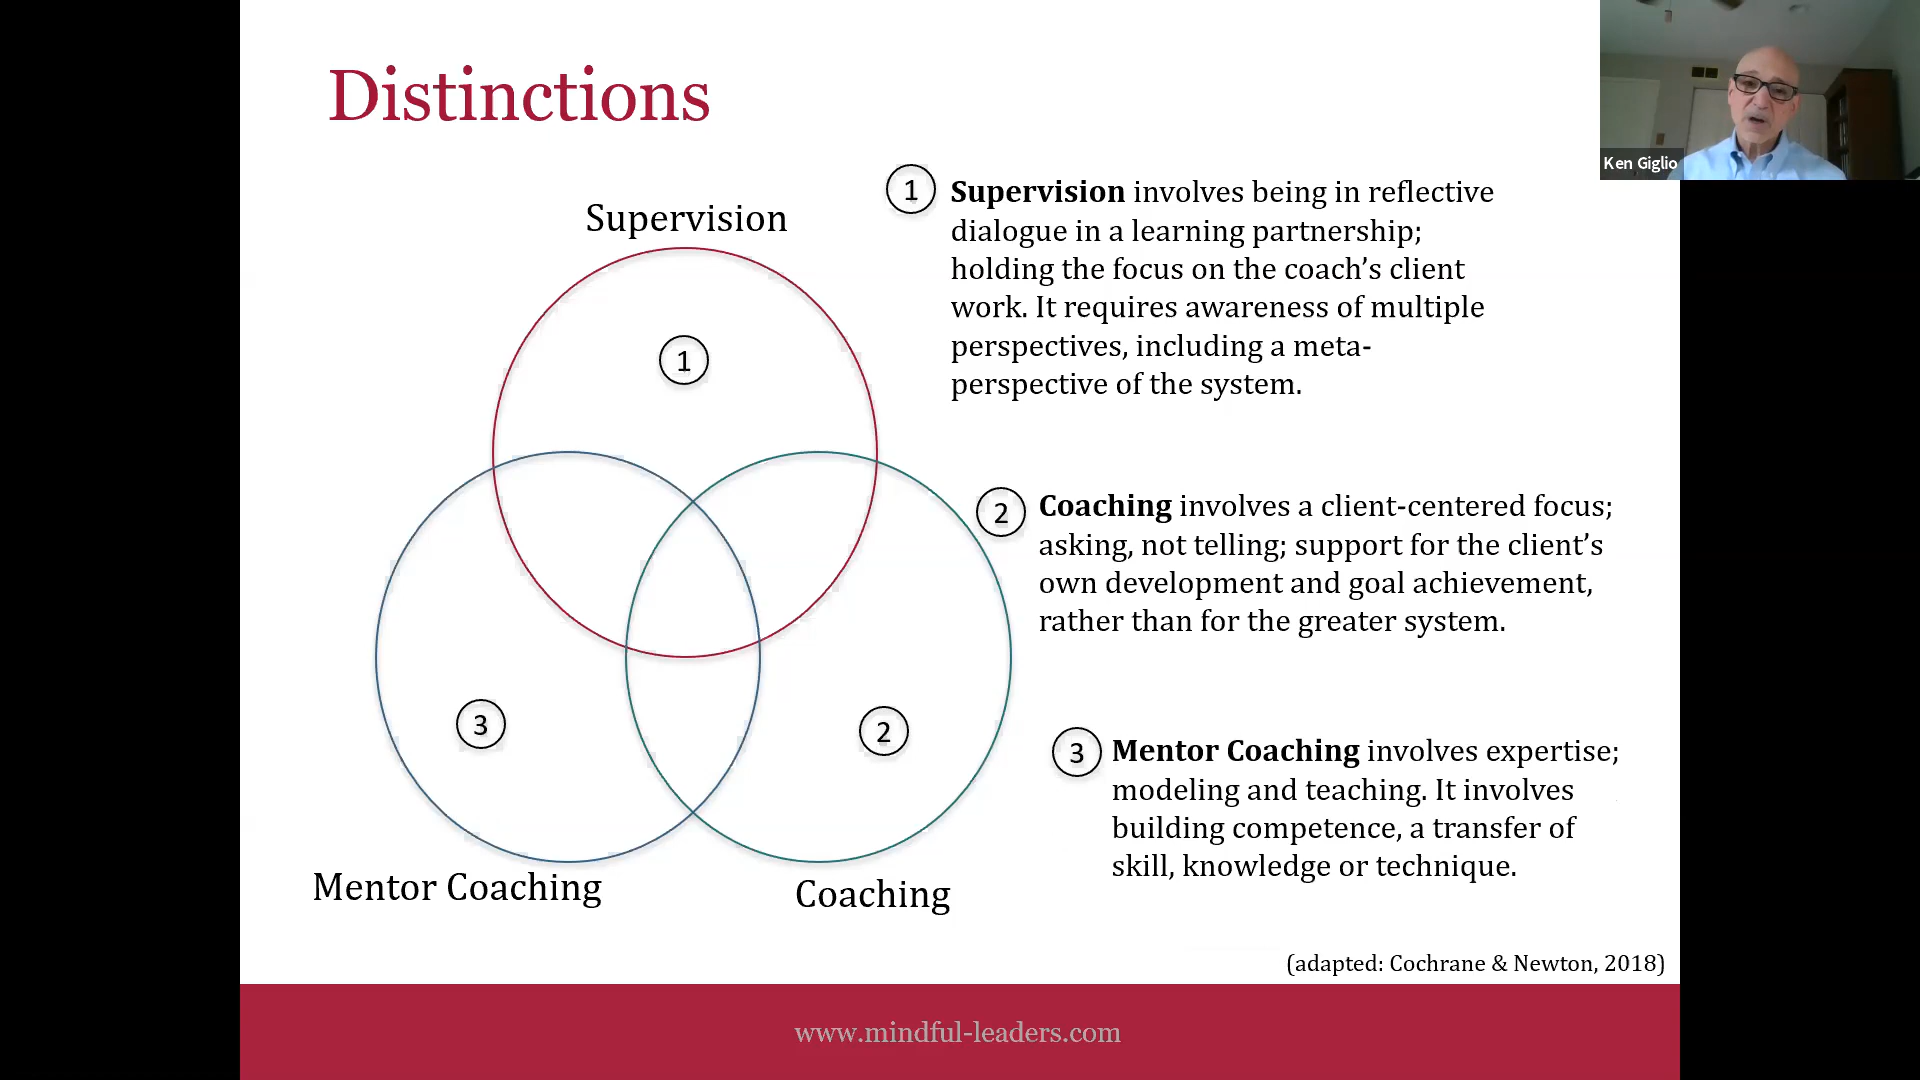 Distinctions
Ken Giglio
Supervision
1
1
Supervision involves being in reflective
dialogue in a learning partnership;
holding the focus on the coach’s client
work. It requires awareness of multiple
perspectives, including a meta-
perspective of the system.
2
Coaching involves a client-centered focus;
asking, not telling; support for the client’s
own development and goal achievement,
rather than for the greater system.
3
2
3
Mentor Coaching involves expertise;
modeling and teaching. It involves
building competence, a transfer of
skill, knowledge or technique.
Mentor Coaching
Coaching
(adapted: Cochrane & Newton, 2018)
www.mindful-leaders.com